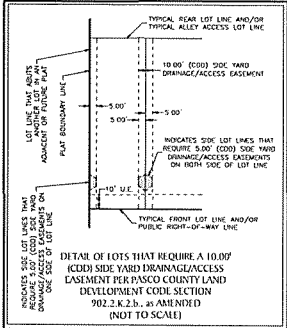 TYPICAL REAR LOT LINE AND/OR
TYPICAL ALLEY ACCESS LOT LINE
10.00' (CDD) SIDE YARD
DRAINAGE/ACCESS EASEMENT
LOT LINE THAT ABUTS
ANOTHER LOT IN AN
ADJACENT OR FUTURE PLAT
PLAT BOUNDARY LINE
5.00'
5.00'
5.00'
INDICATES SIDE LOT LINES THAT
REQUIRE 5.00' (CDD) SIDE YARD
DRAINAGE/ACCESS EASEMENTS
ON BOTH SIDE OF LOT LINE
INDICATES SIDE LOT LINES THAT
REQUIRE 5.00' (CDD) SIDE YARD
DRAINAGE/ACCESS EASEMENTS ON
ONE SIDE OF LOT LINE
10' U.E.
TYPICAL FRONT LOT LINE AND/OR
PUBLIC RIGHT-OF-WAY LINE
DETAIL OF LOTS THAT REQUIRE A 10.00'
(CDD) SIDE YARD DRAINAGE/ACCESS
EASEMENT PER PASCO COUNTY LAND
DEVELOPMENT CODE SECTION
902.2.K.2.b., as AMENDED
(NOT TO SCALE)